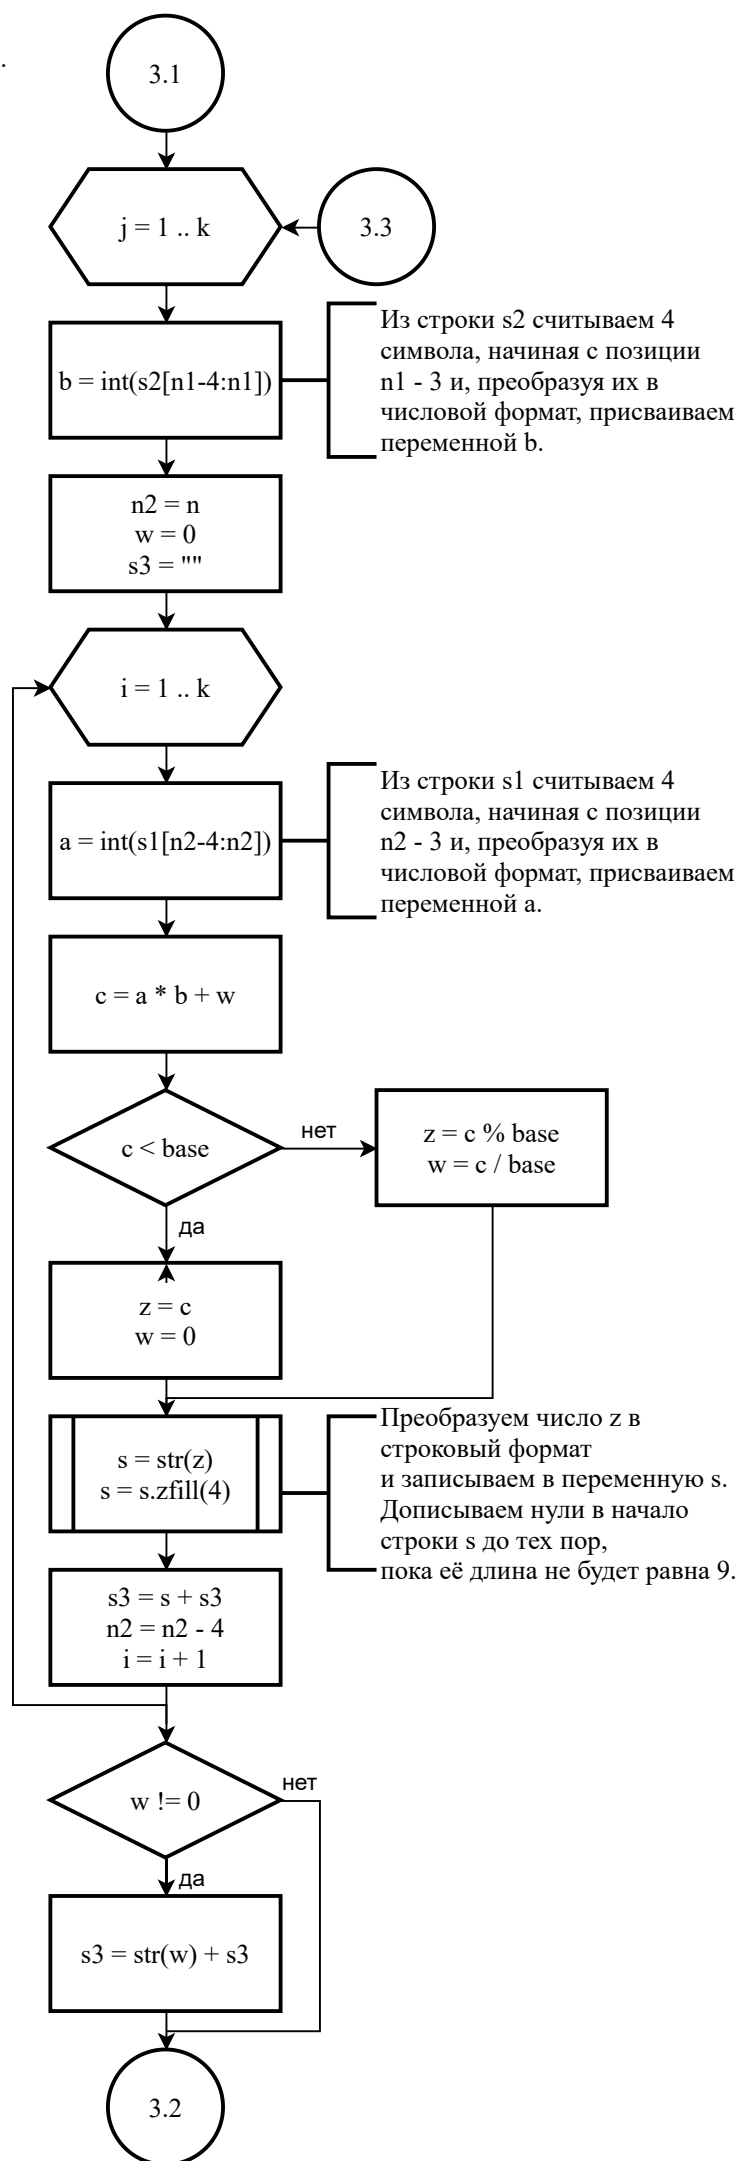 .
3.1
j = 1 .. k
3.3
b = int(s2[n1-4:n1])
Из строки s2 считываем 4
символа, начиная с позиции
n1 - 3 и, преобразуя их в
числовой формат, присваиваем
переменной b.
n2 = n
w = 0
s3 = ""
i = 1 .. k
a = int(s1[n2-4:n2])
Из строки s1 считываем 4
символа, начиная с позиции
n2 - 3 и, преобразуя их в
числовой формат, присваиваем
переменной a.
c = a * b + w
c < base
нет
z = c % base
w = c / base
да
z = c
w = 0
s = str(z)
s = s.zfill(4)
Преобразуем число z в
строковый формат
и записываем в переменную s.
Дописываем нули в начало
строки s до тех пор,
пока её длина не будет равна 9.
s3 = s + s3
n2 = n2 - 4
i = i + 1
w != 0
нет
да
s3 = str(w) + s3
3.2